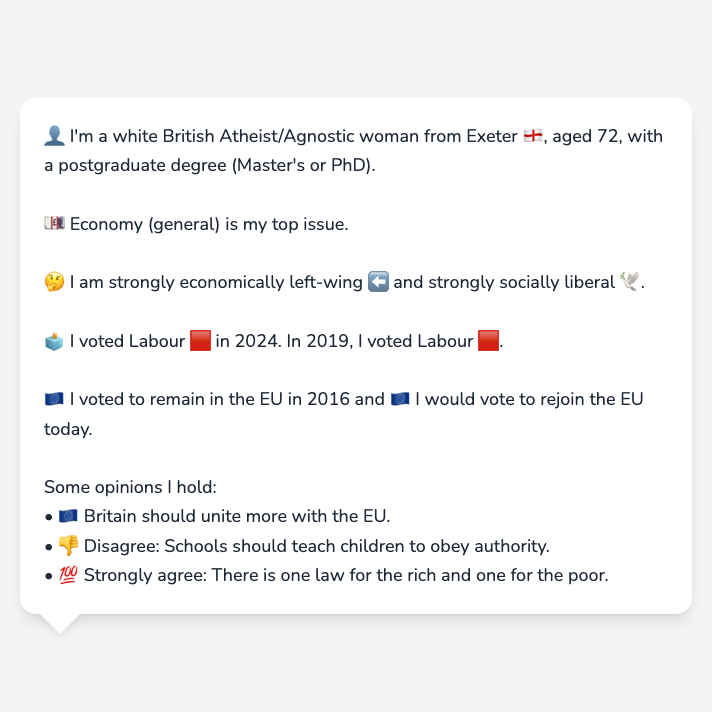 👤 I'm a white British Atheist/Agnostic woman from Exeter 🏴󠁧󠁢󠁥󠁮󠁧󠁿, aged 72, with
a postgraduate degree (Master's or PhD).
💷 Economy (general) is my top issue.
🤔 I am strongly economically left-wing ⬅️ and strongly socially liberal 🕊️.
🗳️ I voted Labour 🟥 in 2024. In 2019, I voted Labour 🟥.
🇪🇺 I voted to remain in the EU in 2016 and 🇪🇺 I would vote to rejoin the EU
today.
Some opinions I hold:
• 🇪🇺 Britain should unite more with the EU.
• 👎 Disagree: Schools should teach children to obey authority.
• 💯 Strongly agree: There is one law for the rich and one for the poor.